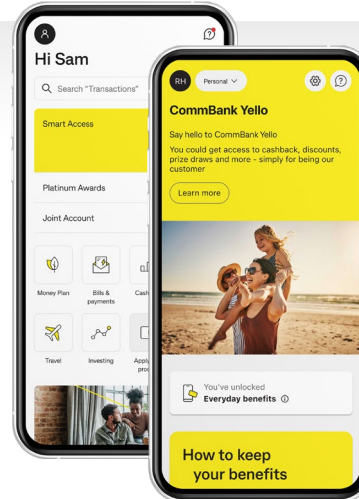 Hi Sam
Search "Transactions"
Smart Access
Platinum Awards
Joint Account
Money Plan
Bills &
payments
Travel
Investing
RH
Personal
CommBank Yello
Say hello to CommBank Yello
You could get access to cashback, discounts,
prize draws and more - simply for being our
customer
Learn more
You've unlocked
Everyday benefits
How to keep
your benefits